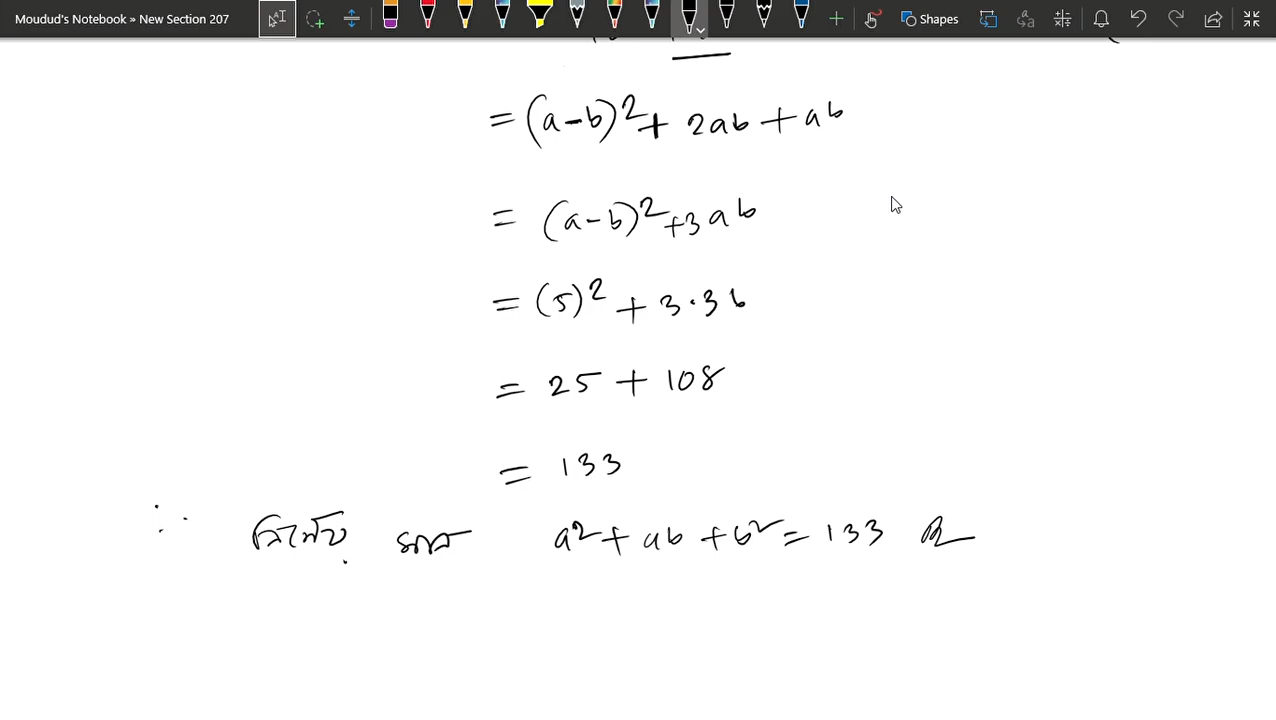 Moudud's Notebook » New Section 207 Shapes
= (a-b)² + 2ab + ab
= (a-b)² + 3ab
= (5)² + 3·36
= 25 + 108
= 133
∴ নির্ণেয় মান a² + ab + b² = 133